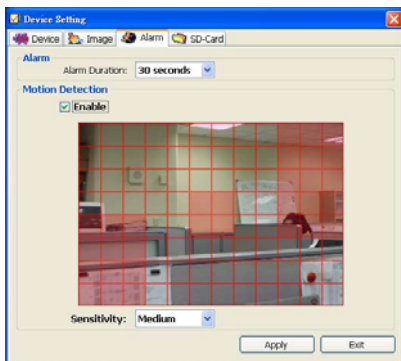 Device Setting
Device Image Alarm SD-Card
Alarm
Alarm Duration: 30 seconds
Motion Detection
Enable
Sensitivity: Medium
Apply Exit